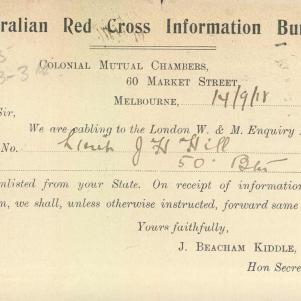 ralian Red Cross Information Bu
COLONIAL MUTUAL CHAMBERS,
60 MARKET STREET,
MELBOURNE, 14/9/18
Sir,
We are cabling to the London W. & M. Enquiry
No. Lieut J H Hill
50. Btn
enlisted from your State. On receipt of information
m, we shall, unless otherwise instructed, forward same
Yours faithfully,
J. BEACHAM KIDDLE,
Hon Secre